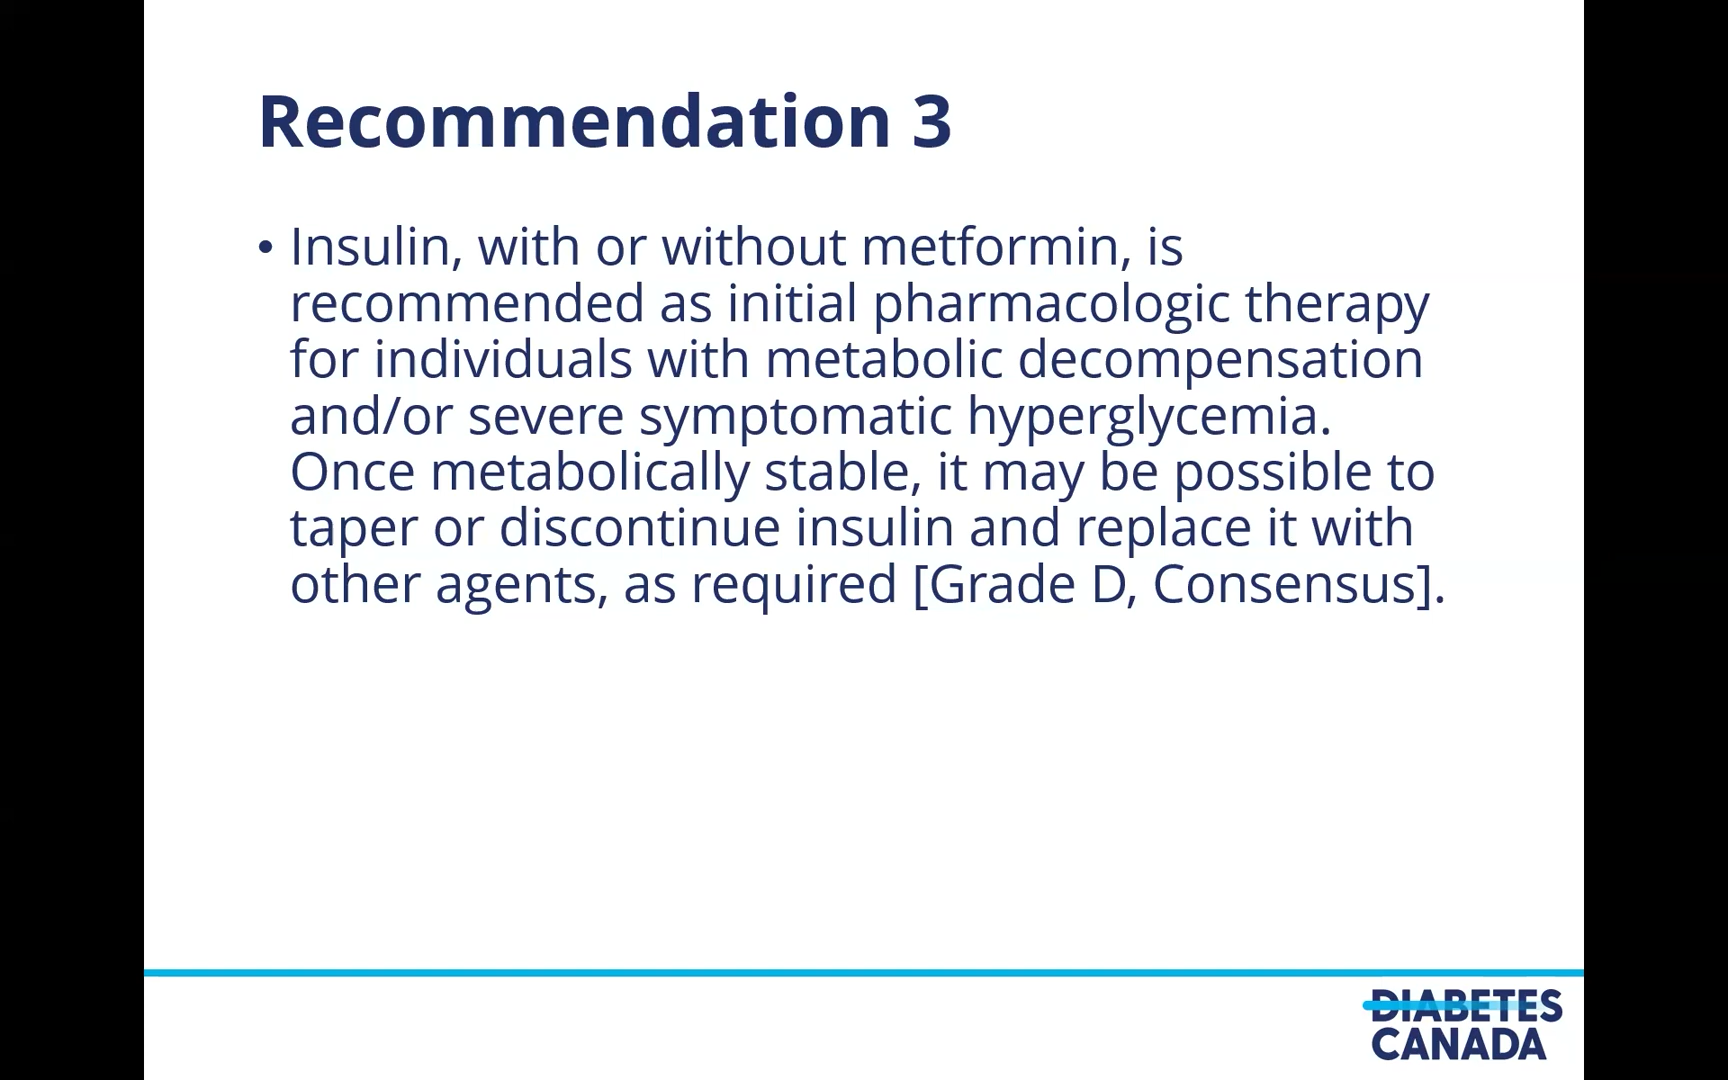 Recommendation 3
• Insulin, with or without metformin, is
recommended as initial pharmacologic therapy
for individuals with metabolic decompensation
and/or severe symptomatic hyperglycemia.
Once metabolically stable, it may be possible to
taper or discontinue insulin and replace it with
other agents, as required [Grade D, Consensus].
DIABETES
CANADA